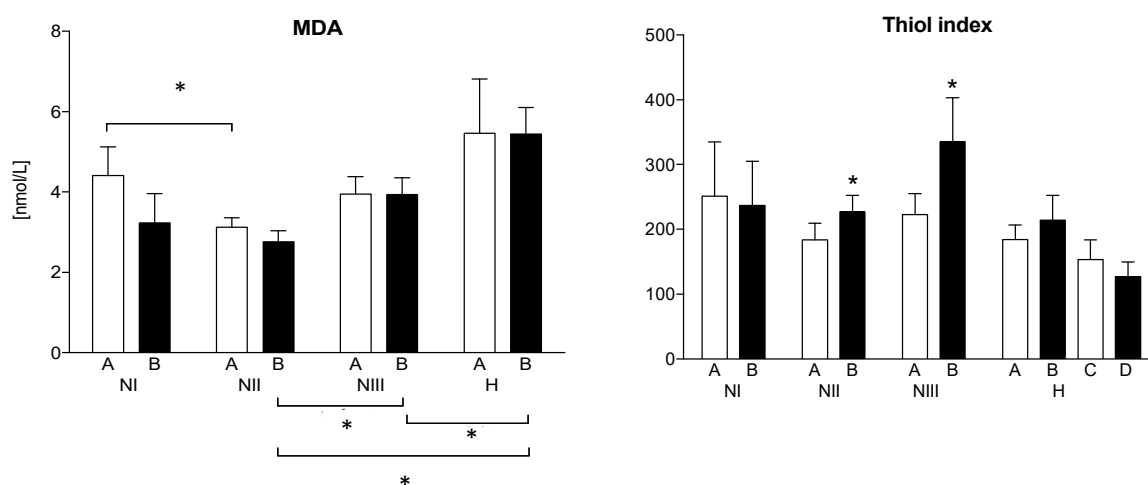 MDA
[nmol/L]
8
6
4
2
0
*
A B A B A B A B
NI NII NIII H
*
*
*
Thiol index
500
400
300
200
100
0
*
*
A B A B A B A B C D
NI NII NIII H